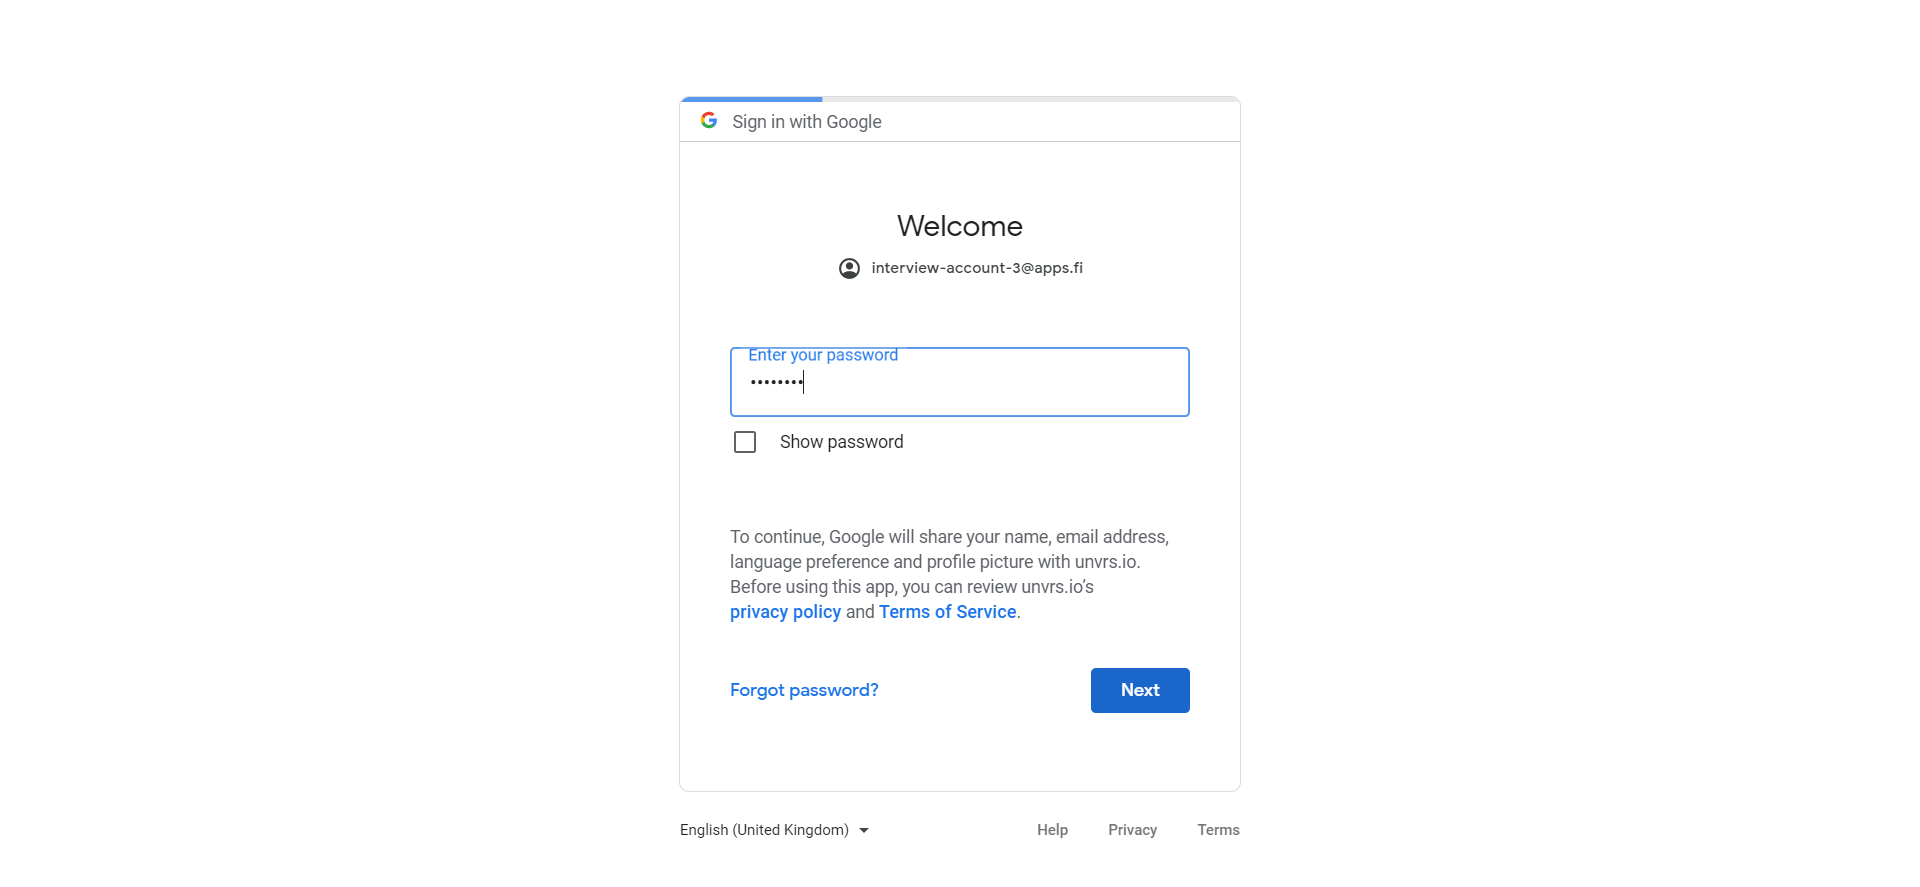 Sign in with Google
Welcome
interview-account-3@apps.fi
Enter your password
••••••••
Show password
To continue, Google will share your name, email address,
language preference and profile picture with unvrs.io.
Before using this app, you can review unvrs.io’s
privacy policy and Terms of Service.
Forgot password?
Next
English (United Kingdom)
Help
Privacy
Terms